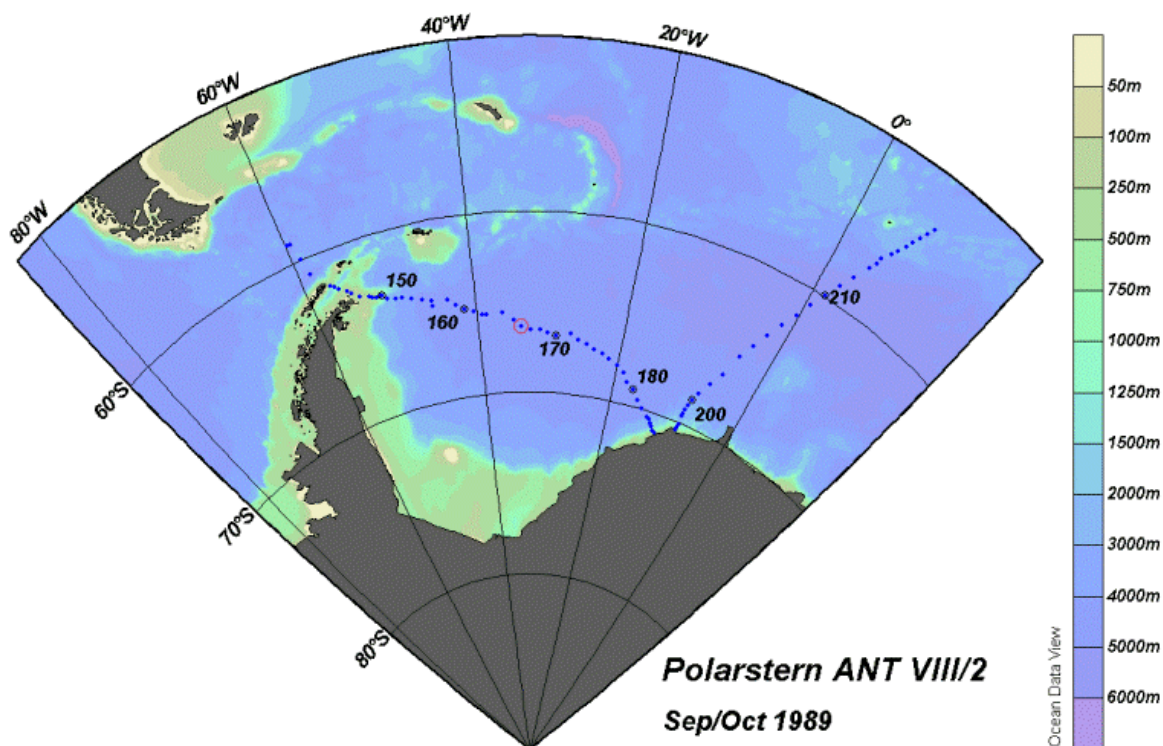 40°W
20°W
60°W
0°
80°W
150
160
170
210
180
200
60°S
70°S
80°S
Polarstern ANT VIII/2
Sep/Oct 1989
50m
100m
250m
500m
750m
1000m
1250m
1500m
2000m
3000m
4000m
5000m
6000m
Ocean Data View